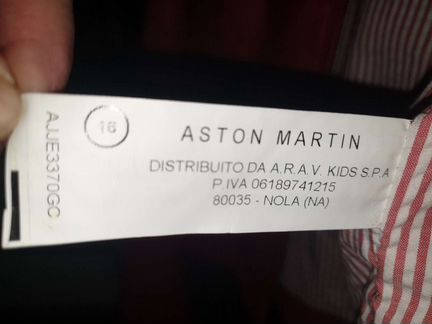 ASTON MARTIN
DISTRIBUITO DA A.R.A.V. KIDS S.P.A
P.IVA 06189741215
80035 - NOLA (NA)
16
AJJE3370GC